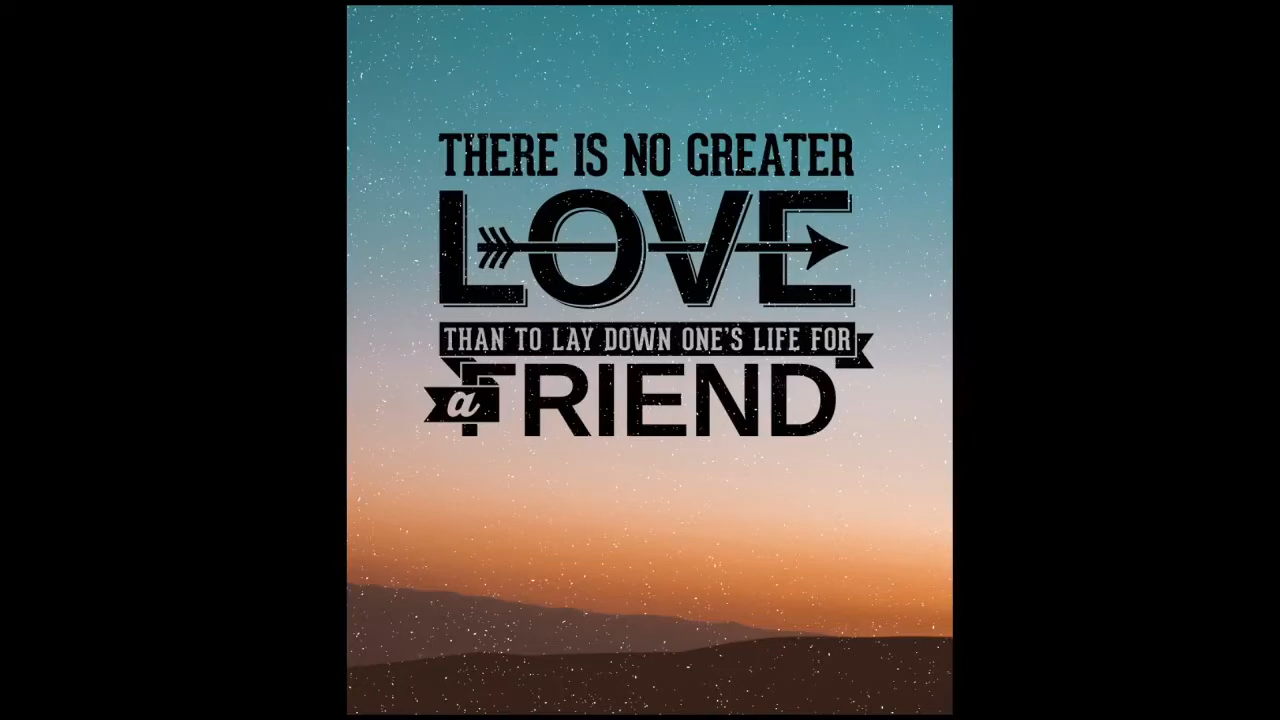 THERE IS NO GREATER
LOVE
THAN TO LAY DOWN ONE'S LIFE FOR
a FRIEND